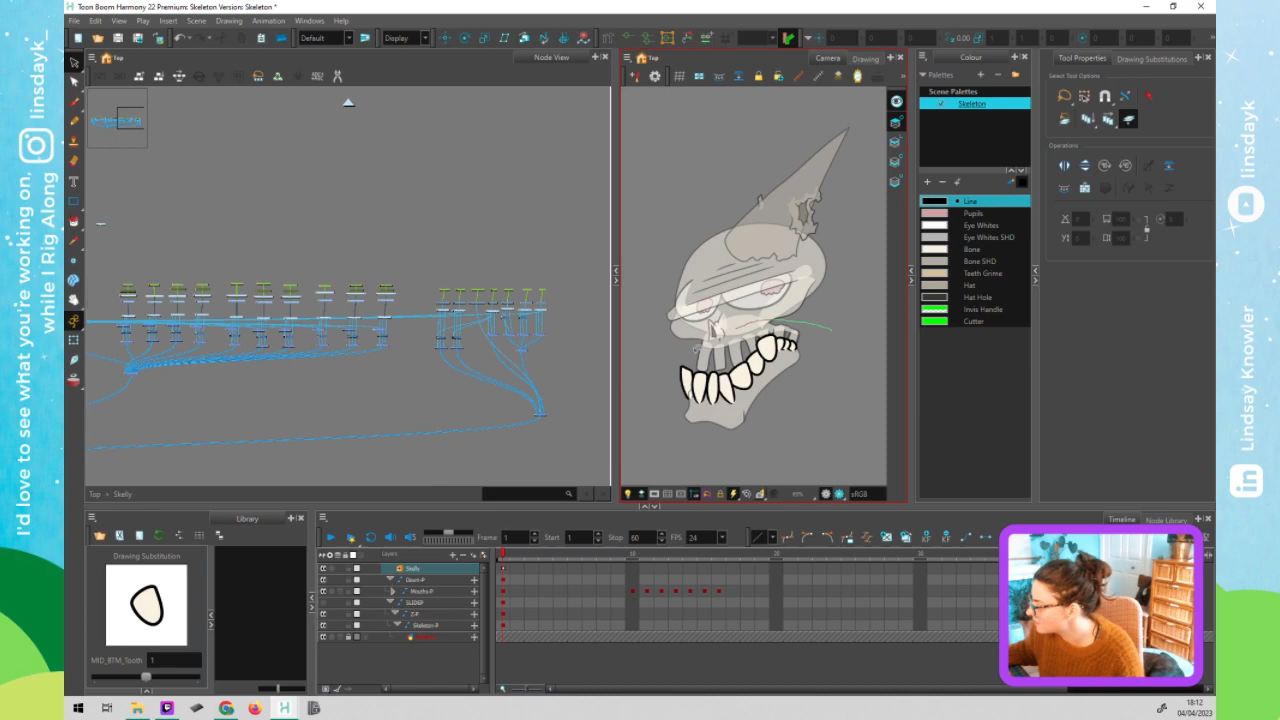 Toon Boom Harmony 22 Premium: Skeleton Version: Skeleton *
File Edit View Play Insert Scene Drawing Animation Windows Help
Default Display
Top Node View
Top Camera Drawing
Colour
Palettes
Scene Palettes
Skeleton
Line
Pupils
Eye Whites
Eye Whites SHD
Bone
Bone SHD
Teeth Grime
Hat
Hat Hole
Invis Handle
Cutter
Tool Properties Drawing Substitutions
Select Tool Options
Operations
Top > Skelly
sRGB
Library
Drawing Substitution
MID_BTM_Tooth 1
Timeline Node Library
Frame 1 Start 1 Stop 60 FPS 24
Layers
10 20 30
Skelly
Down-P
Mouths-P
Z-P
Skeleton-P
18:12
04/04/2023
I'd love to see what you're working on,
while I Rig Along
linsdayk_
linsdayk
Lindsay Knowler